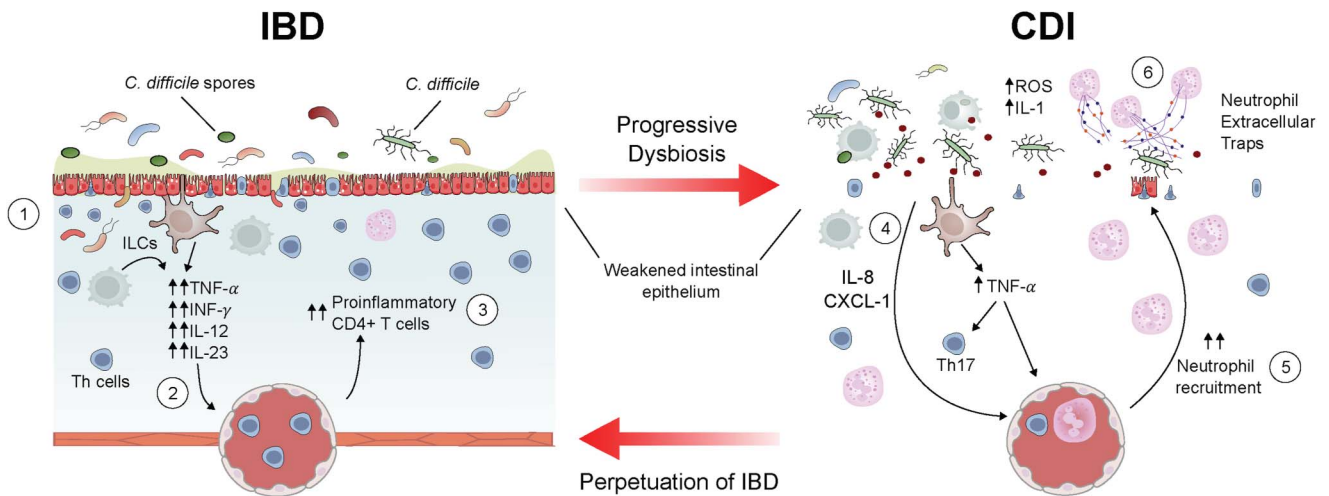 IBD
C. difficile spores
C. difficile
1
ILCs
↑↑TNF-α
↑↑INF-γ
↑↑IL-12
↑↑IL-23
Th cells
2
↑↑ Proinflammatory
CD4+ T cells
3
Progressive
Dysbiosis
Weakened intestinal
epithelium
Perpetuation of IBD
CDI
↑ROS
↑IL-1
6
Neutrophil
Extracellular
Traps
4
IL-8
CXCL-1
↑ TNF-α
Th17
↑↑
Neutrophil
recruitment
5